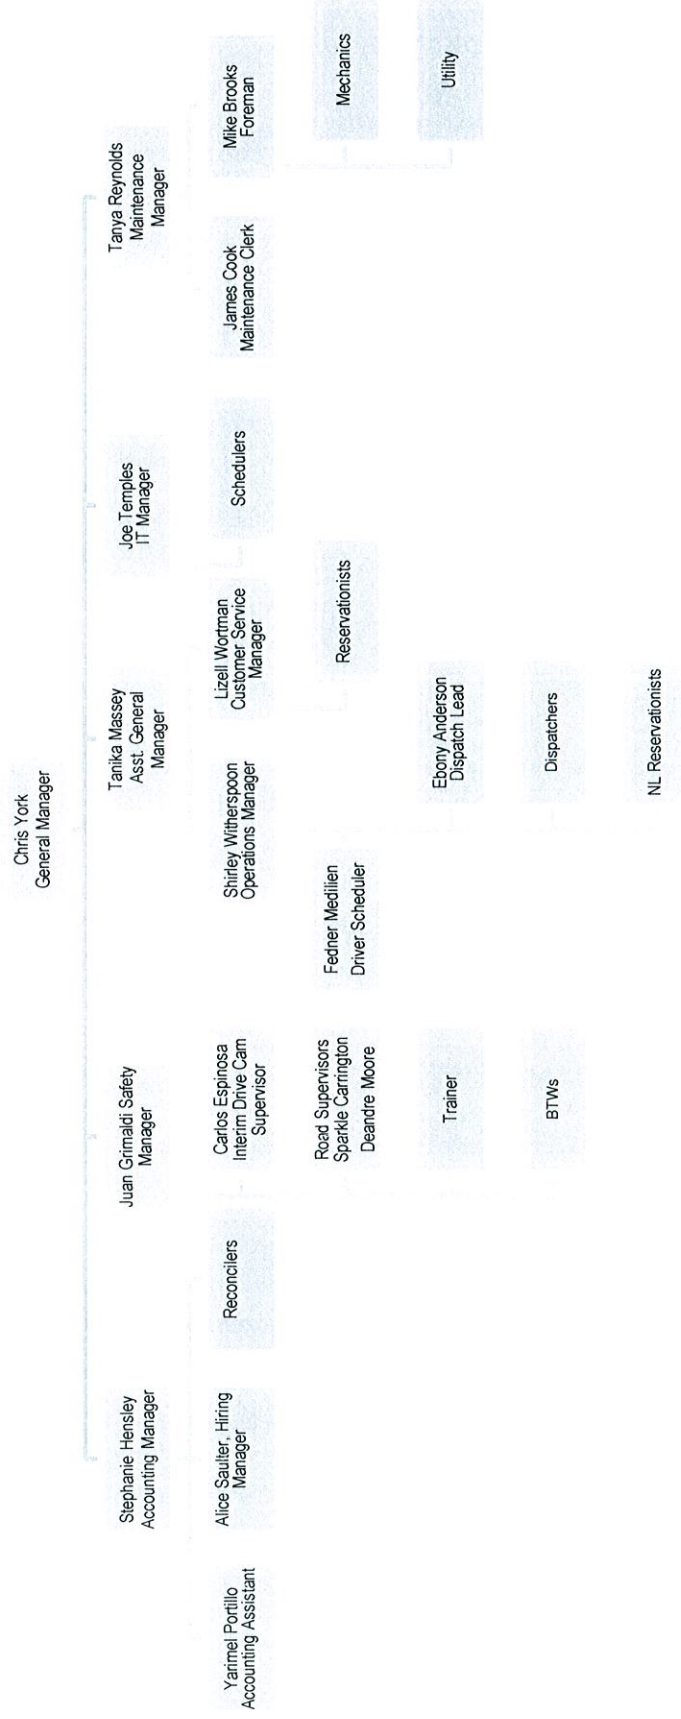 Chris York
General Manager
Stephanie Hensley
Accounting Manager
Juan Grimaldi Safety
Manager
Tanika Massey
Asst. General
Manager
Joe Temples
IT Manager
Tanya Reynolds
Maintenance
Manager
Yarimel Portillo
Accounting Assistant
Alice Saulter, Hiring
Manager
Reconcilers
Carlos Espinosa
Interim Drive Cam
Supervisor
Shirley Witherspoon
Operations Manager
Lizell Wortman
Customer Service
Manager
Schedulers
James Cook
Maintenance Clerk
Mike Brooks
Foreman
Road Supervisors
Sparkle Carrington
Deandre Moore
Fedner Medilien
Driver Scheduler
Reservationists
Mechanics
Trainer
Ebony Anderson
Dispatch Lead
Utility
BTWs
Dispatchers
NL Reservationists